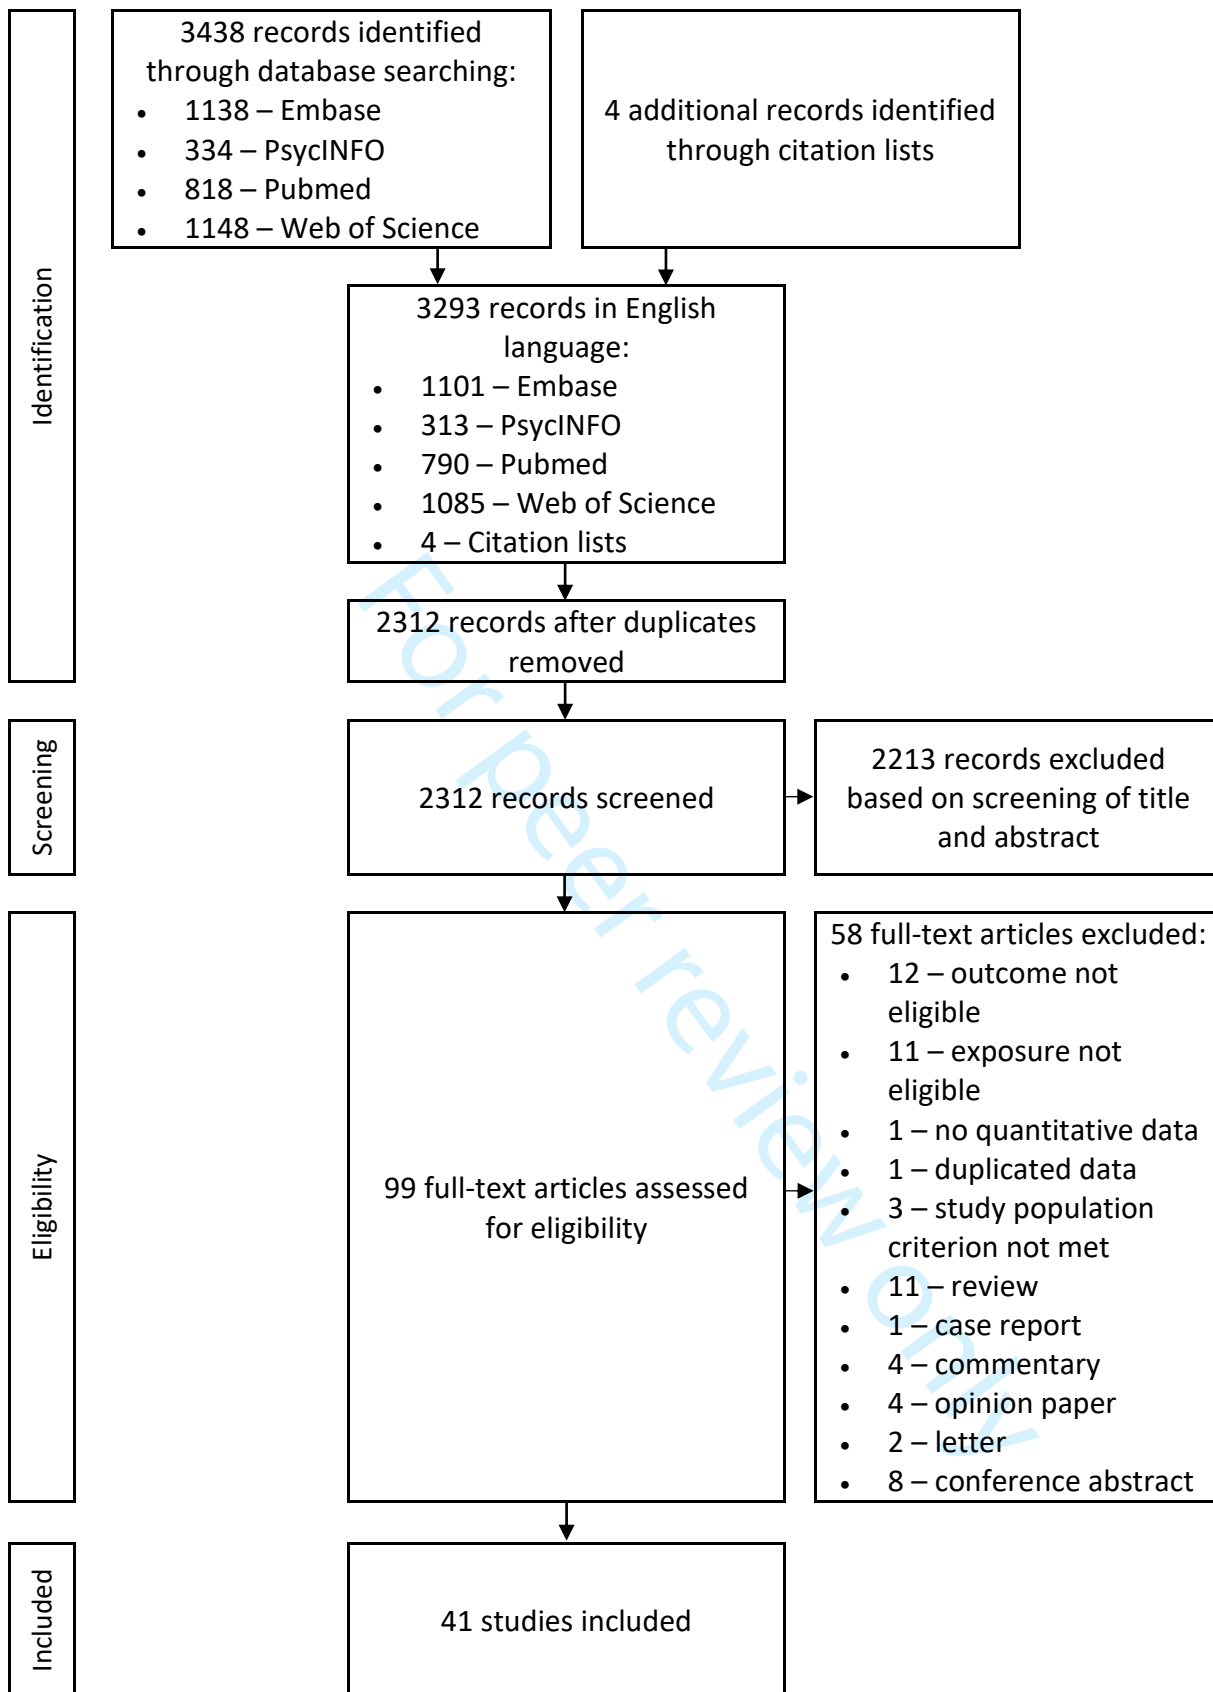 Identification
3438 records identified
through database searching:
• 1138 – Embase
• 334 – PsycINFO
• 818 – Pubmed
• 1148 – Web of Science
4 additional records identified
through citation lists
3293 records in English
language:
• 1101 – Embase
• 313 – PsycINFO
• 790 – Pubmed
• 1085 – Web of Science
• 4 – Citation lists
2312 records after duplicates
removed
Screening
2312 records screened
2213 records excluded
based on screening of title
and abstract
Eligibility
99 full-text articles assessed
for eligibility
58 full-text articles excluded:
• 12 – outcome not
eligible
• 11 – exposure not
eligible
• 1 – no quantitative data
• 1 – duplicated data
• 3 – study population
criterion not met
• 11 – review
• 1 – case report
• 4 – commentary
• 4 – opinion paper
• 2 – letter
• 8 – conference abstract
Included
41 studies included
For peer review only